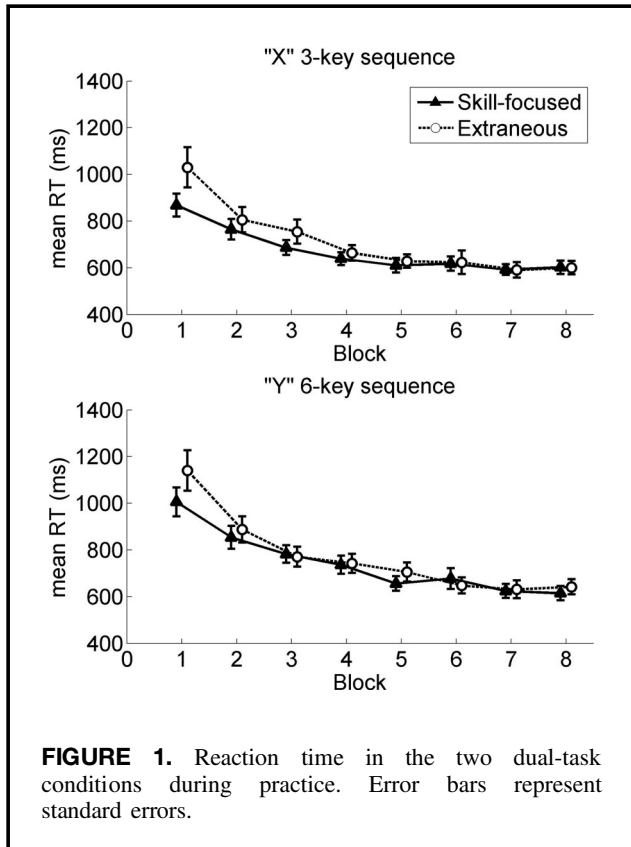 "X" 3-key sequence
1400
1200
1000
800
600
400
mean RT (ms)
Skill-focused
Extraneous
0 1 2 3 4 5 6 7 8
Block
"Y" 6-key sequence
1400
1200
1000
800
600
400
mean RT (ms)
0 1 2 3 4 5 6 7 8
Block
FIGURE 1. Reaction time in the two dual-task
conditions during practice. Error bars represent
standard errors.